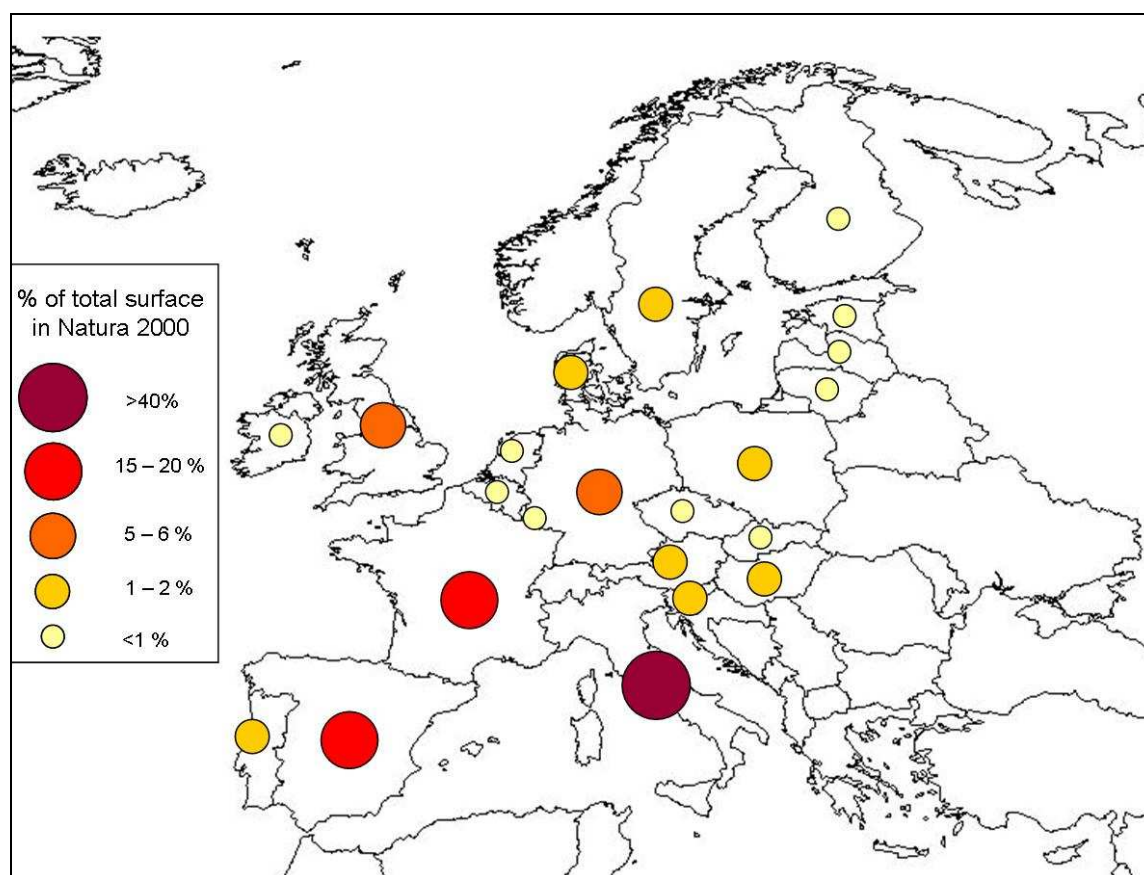 % of total surface
in Natura 2000
>40%
15 – 20 %
5 – 6 %
1 – 2 %
<1 %